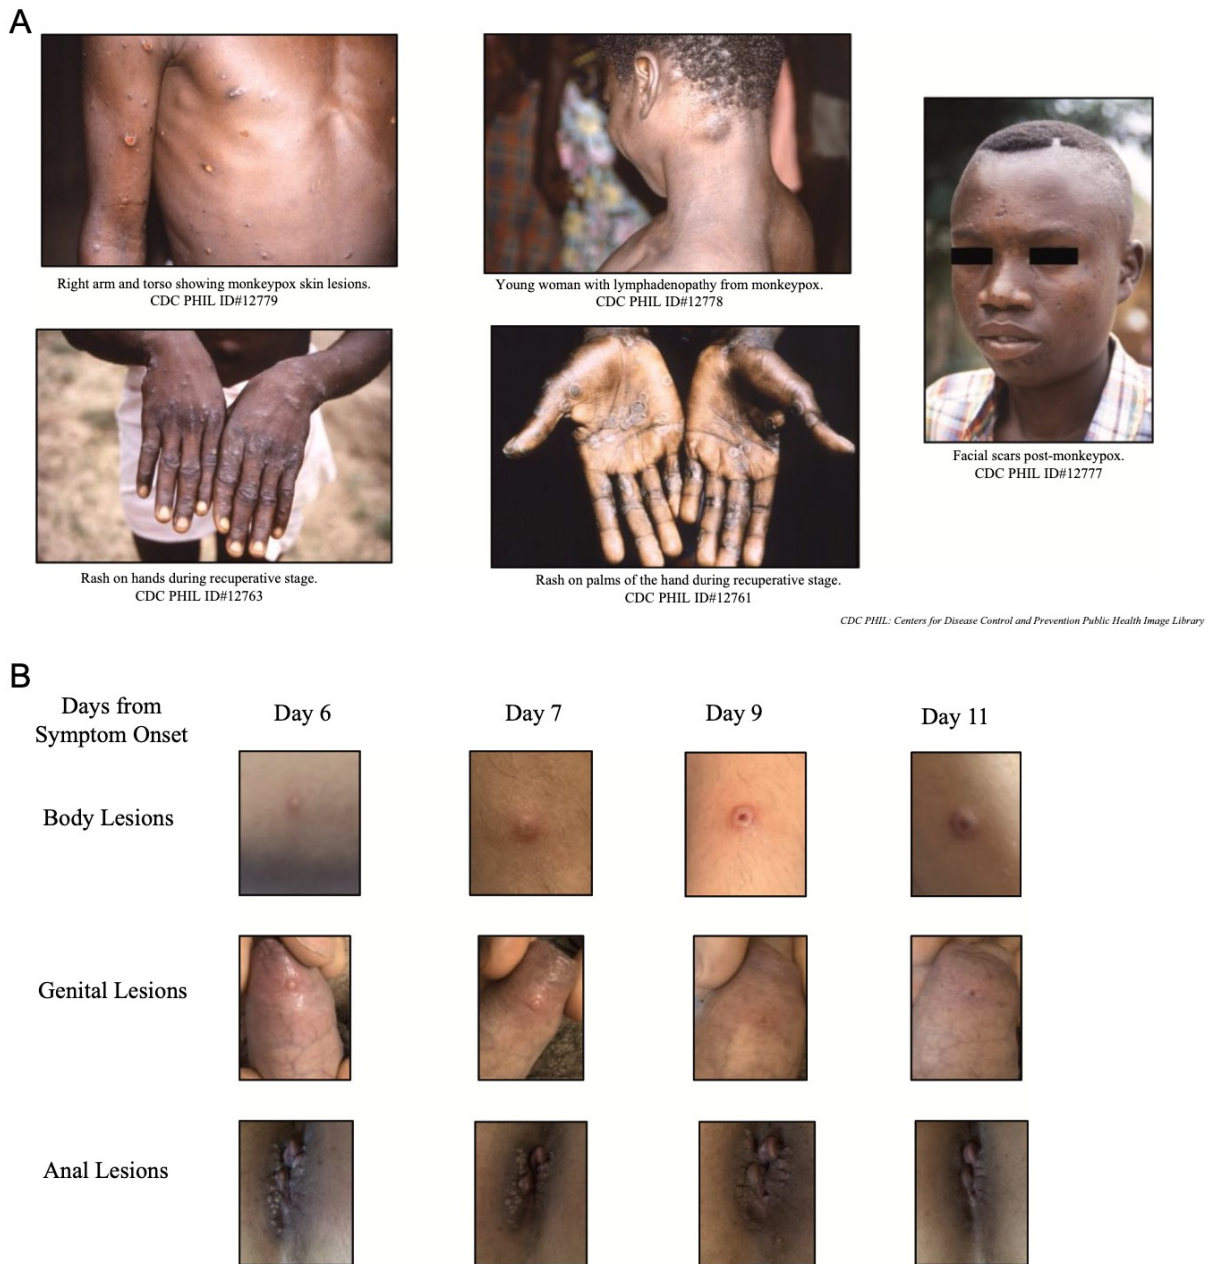 A
Right arm and torso showing monkeypox skin lesions.
CDC PHIL ID#12779
Young woman with lymphadenopathy from monkeypox.
CDC PHIL ID#12778
Facial scars post-monkeypox.
CDC PHIL ID#12777
Rash on hands during recuperative stage.
CDC PHIL ID#12763
Rash on palms of the hand during recuperative stage.
CDC PHIL ID#12761
CDC PHIL: Centers for Disease Control and Prevention Public Health Image Library
B
Days from
Symptom Onset
Day 6
Day 7
Day 9
Day 11
Body Lesions
Genital Lesions
Anal Lesions